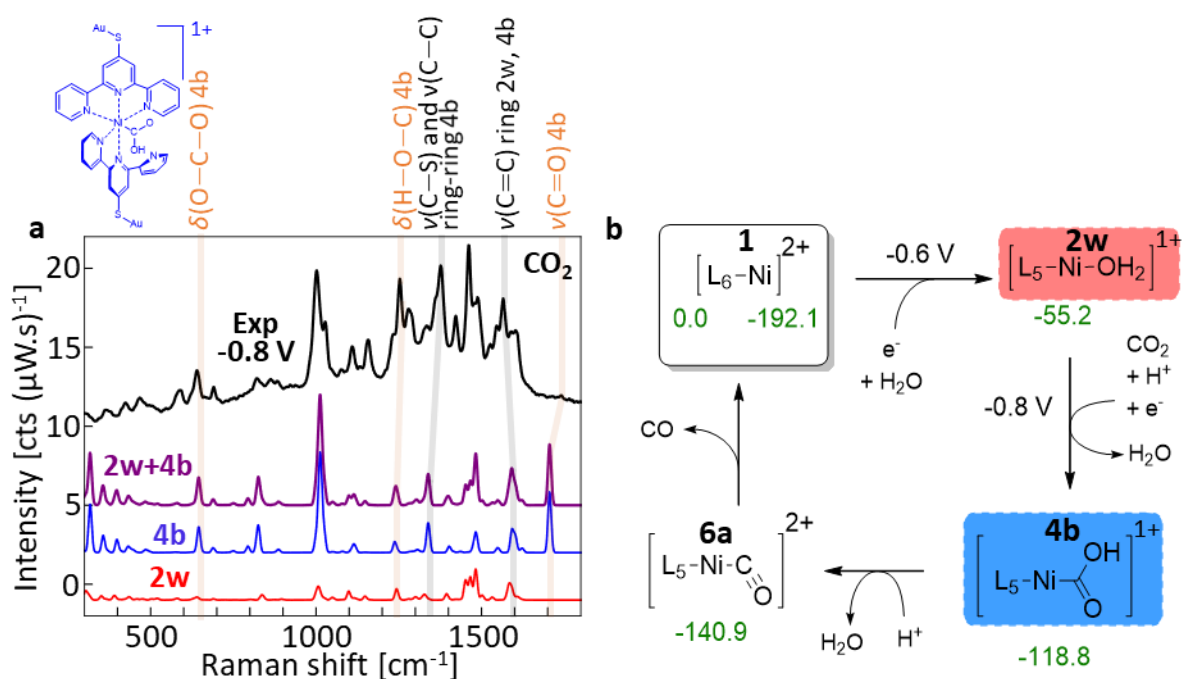 Au
S
1+
N
N
N
Ni
C
O
OH
N
N
N
S
Au
δ(O−C−O) 4b
δ(H−O−C) 4b
ν(C−S) and ν(C−C)
ring-ring 4b
ν(C=C) ring 2w, 4b
ν(C=O) 4b
a
CO₂
Exp
-0.8 V
2w+4b
4b
2w
20
15
10
5
0
Intensity [cts (µW.s)⁻¹]
500
1000
1500
Raman shift [cm⁻¹]
b
1
[L₆−Ni]²⁺
0.0 -192.1
-0.6 V
e⁻
+ H₂O
2w
[L₅−Ni−OH₂]¹⁺
-55.2
-0.8 V
CO₂
+ H⁺
+ e⁻
H₂O
4b
1+
OH
L₅−Ni
O
-118.8
H₂O
H⁺
6a
2+
L₅−Ni−C
O
-140.9
CO